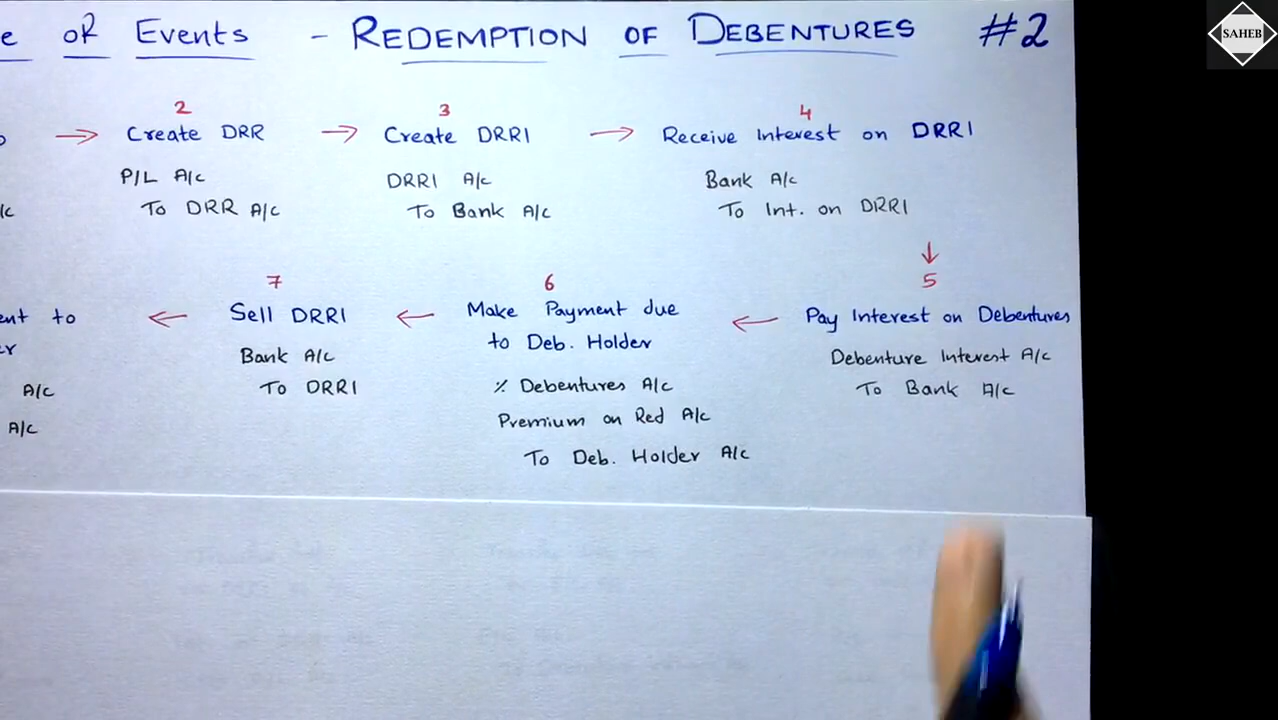 e OR Events - REDEMPTION OF DEBENTURES #2
SAHEB
2
Create DRR
P/L A/c
To DRR A/c
3
Create DRRI
DRRI A/c
To Bank A/c
4
Receive Interest on DRRI
Bank A/c
To Int. on DRRI
5
Pay Interest on Debentures
Debenture Interest A/c
To Bank A/c
6
Make Payment due
to Deb. Holder
% Debentures A/c
Premium on Red A/c
To Deb. Holder A/c
7
Sell DRRI
Bank A/c
To DRRI
ent to
er
A/c
A/c